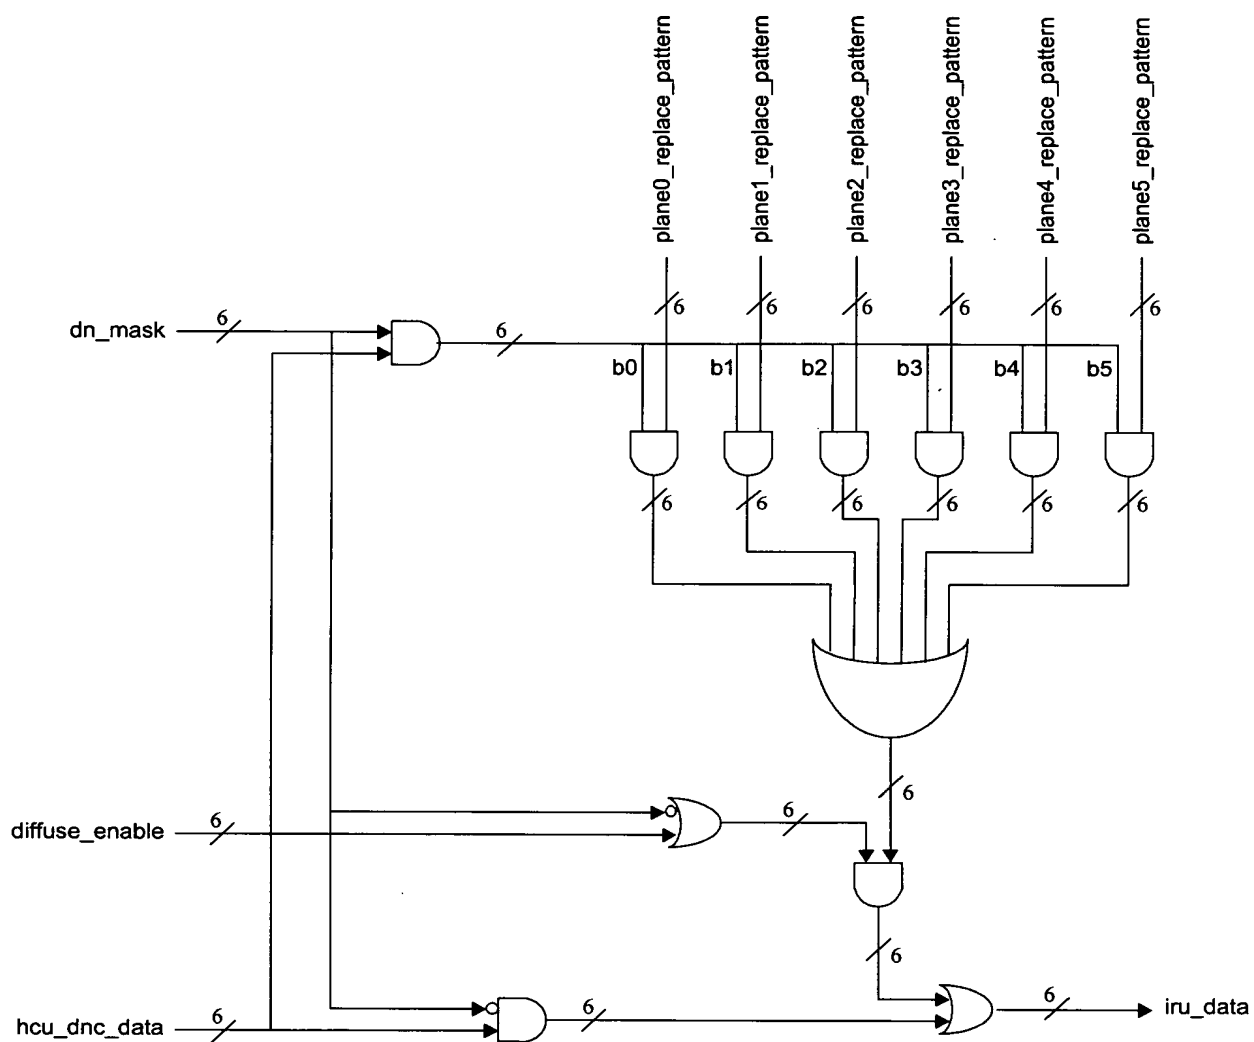 plane0_replace_pattern
plane1_replace_pattern
plane2_replace_pattern
plane3_replace_pattern
plane4_replace_pattern
plane5_replace_pattern
6
6
6
6
6
6
dn_mask
6
6
b0
b1
b2
b3
b4
b5
6
6
6
6
6
6
6
diffuse_enable
6
6
6
hcu_dnc_data
6
6
6
iru_data